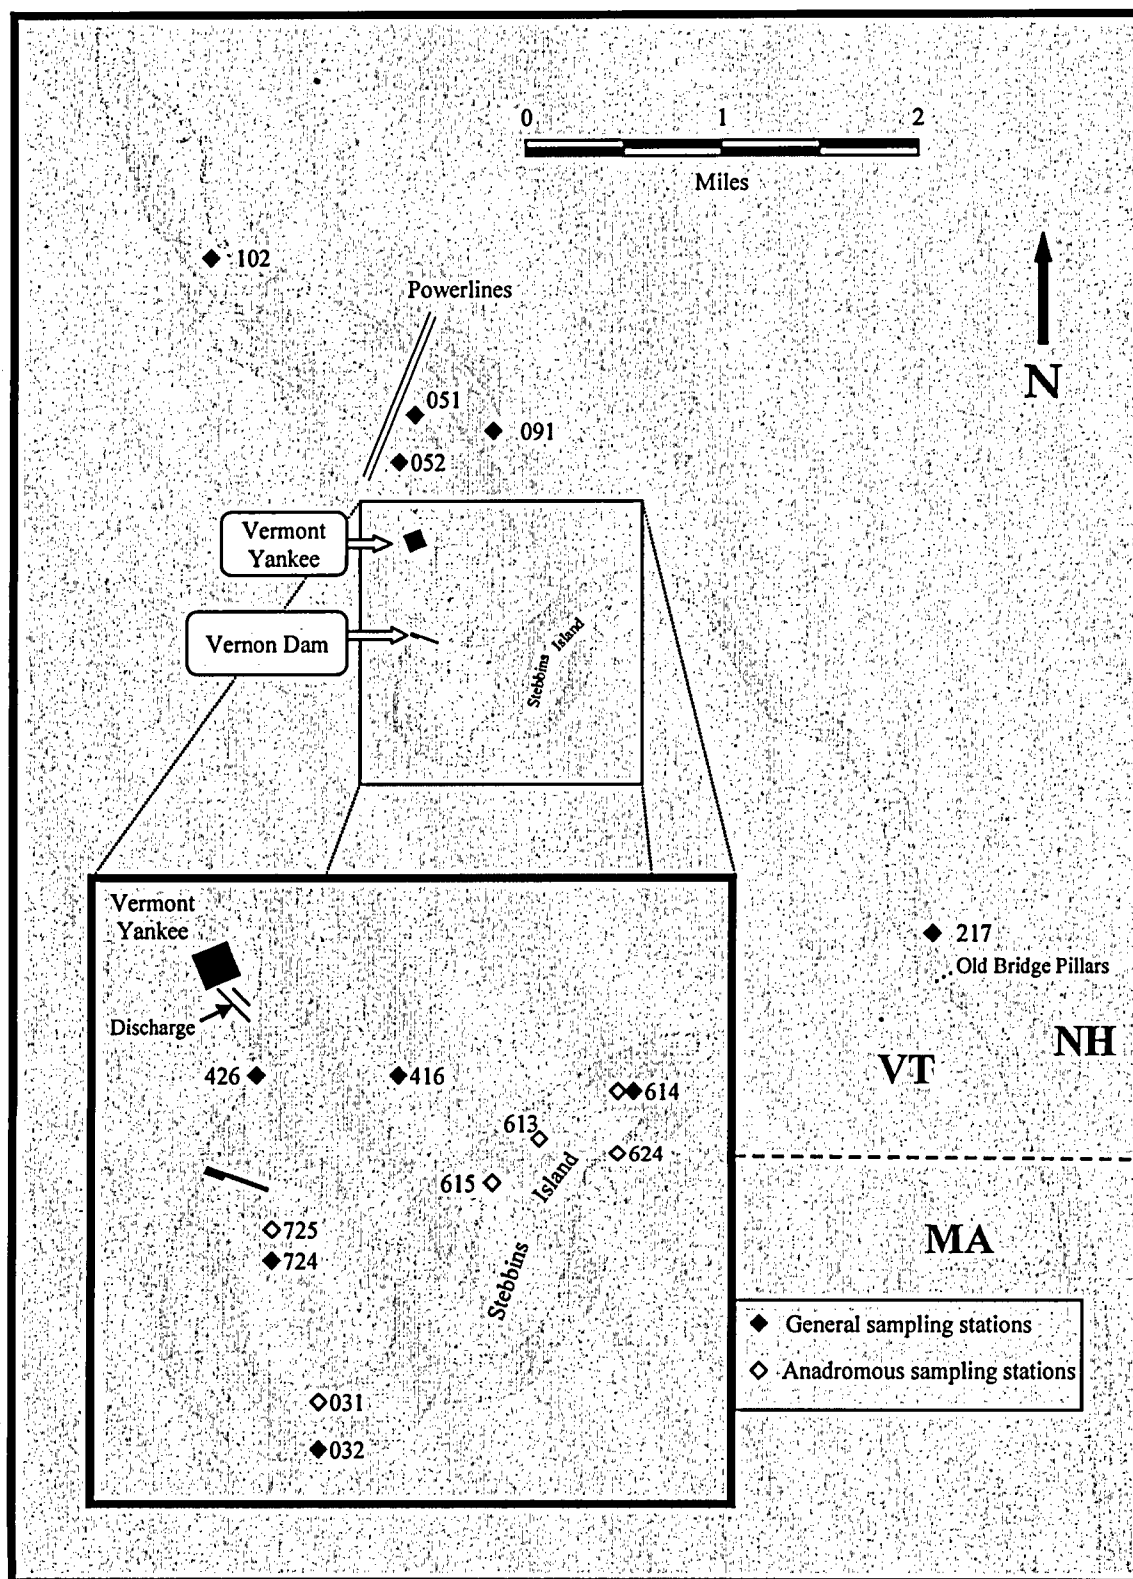 0 1 2
Miles
102
Powerlines
N
051
091
052
Vermont
Yankee
Vernon Dam
Stebbins Island
Vermont
Yankee
217
Old Bridge Pillars
Discharge
NH
VT
426
416
614
613
624
615
Stebbins Island
725
724
MA
General sampling stations
Anadromous sampling stations
031
032